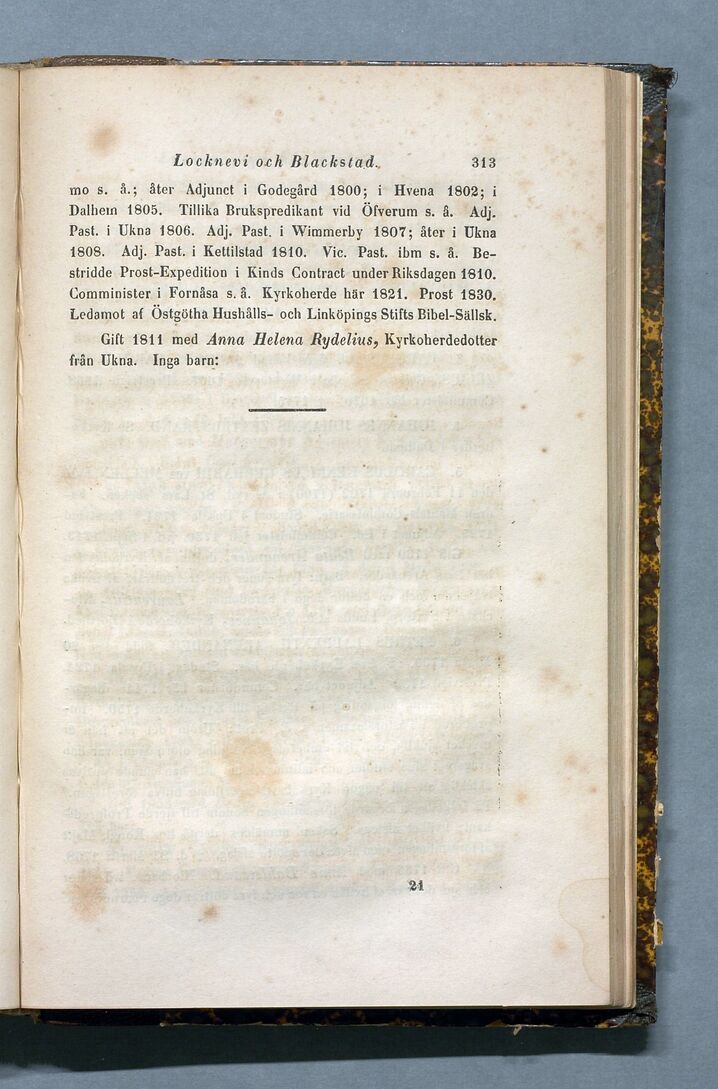 Locknevi och Blackstad. 313
mo s. å.; åter Adjunct i Godegård 1800; i Hvena 1802; i
Dalhem 1805. Tillika Brukspredikant vid Öfverum s. å. Adj.
Past. i Ukna 1806. Adj. Past. i Wimmerby 1807; åter i Ukna
1808. Adj. Past. i Kettilstad 1810. Vic. Past. ibm s. å. Be-
stridde Prost-Expedition i Kinds Contract under Riksdagen 1810.
Comminister i Fornåsa s. å. Kyrkoherde här 1821. Prost 1830.
Ledamot af Östgötha Hushålls- och Linköpings Stifts Bibel-Sällsk.
Gift 1811 med Anna Helena Rydelius, Kyrkoherdedotter
från Ukna. Inga barn:
21